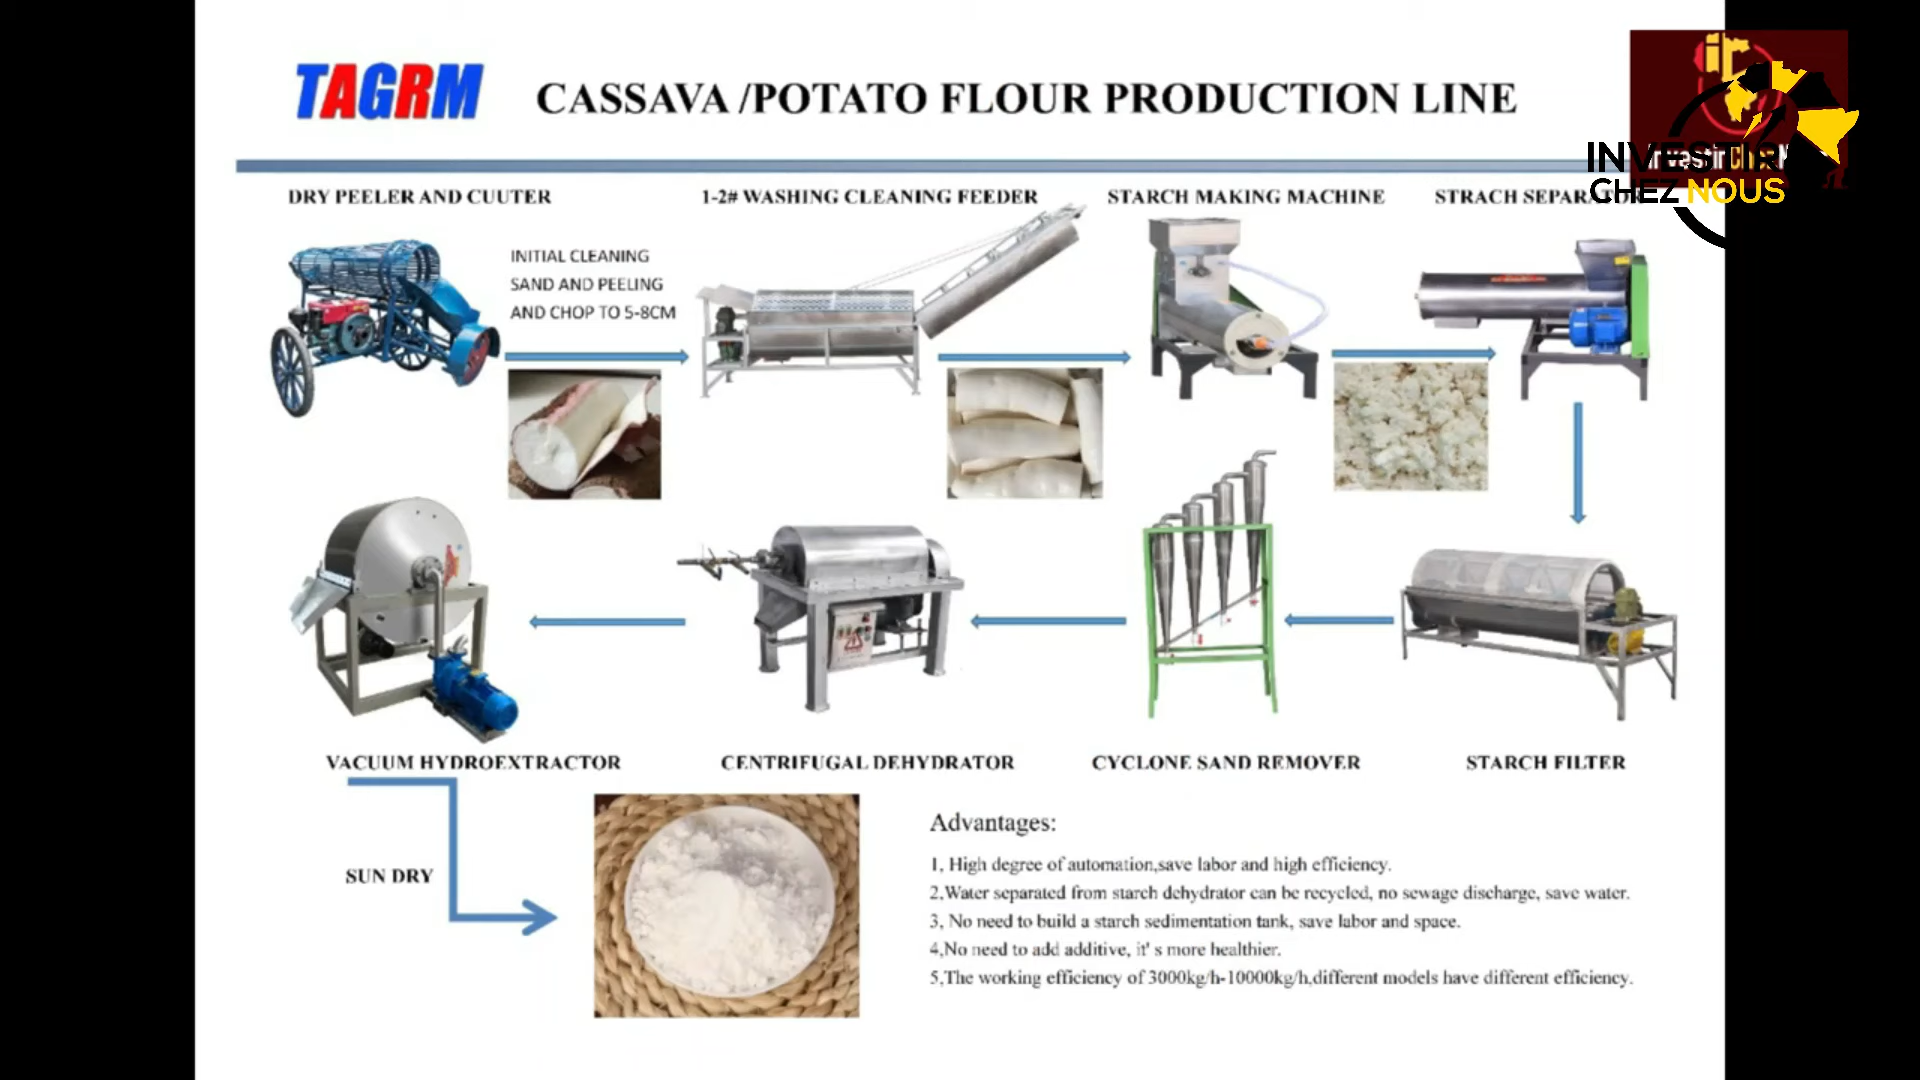 TAGRM
CASSAVA /POTATO FLOUR PRODUCTION LINE
INVESTIR
CHEZ NOUS
DRY PEELER AND CUUTER
1-2# WASHING CLEANING FEEDER
STARCH MAKING MACHINE
STRACH SEPARATOR
INITIAL CLEANING
SAND AND PEELING
AND CHOP TO 5-8CM
VACUUM HYDROEXTRACTOR
CENTRIFUGAL DEHYDRATOR
CYCLONE SAND REMOVER
STARCH FILTER
SUN DRY
Advantages:
1, High degree of automation,save labor and high efficiency.
2,Water separated from starch dehydrator can be recycled, no sewage discharge, save water.
3, No need to build a starch sedimentation tank, save labor and space.
4,No need to add additive, it' s more healthier.
5,The working efficiency of 3000kg/h-10000kg/h,different models have different efficiency.